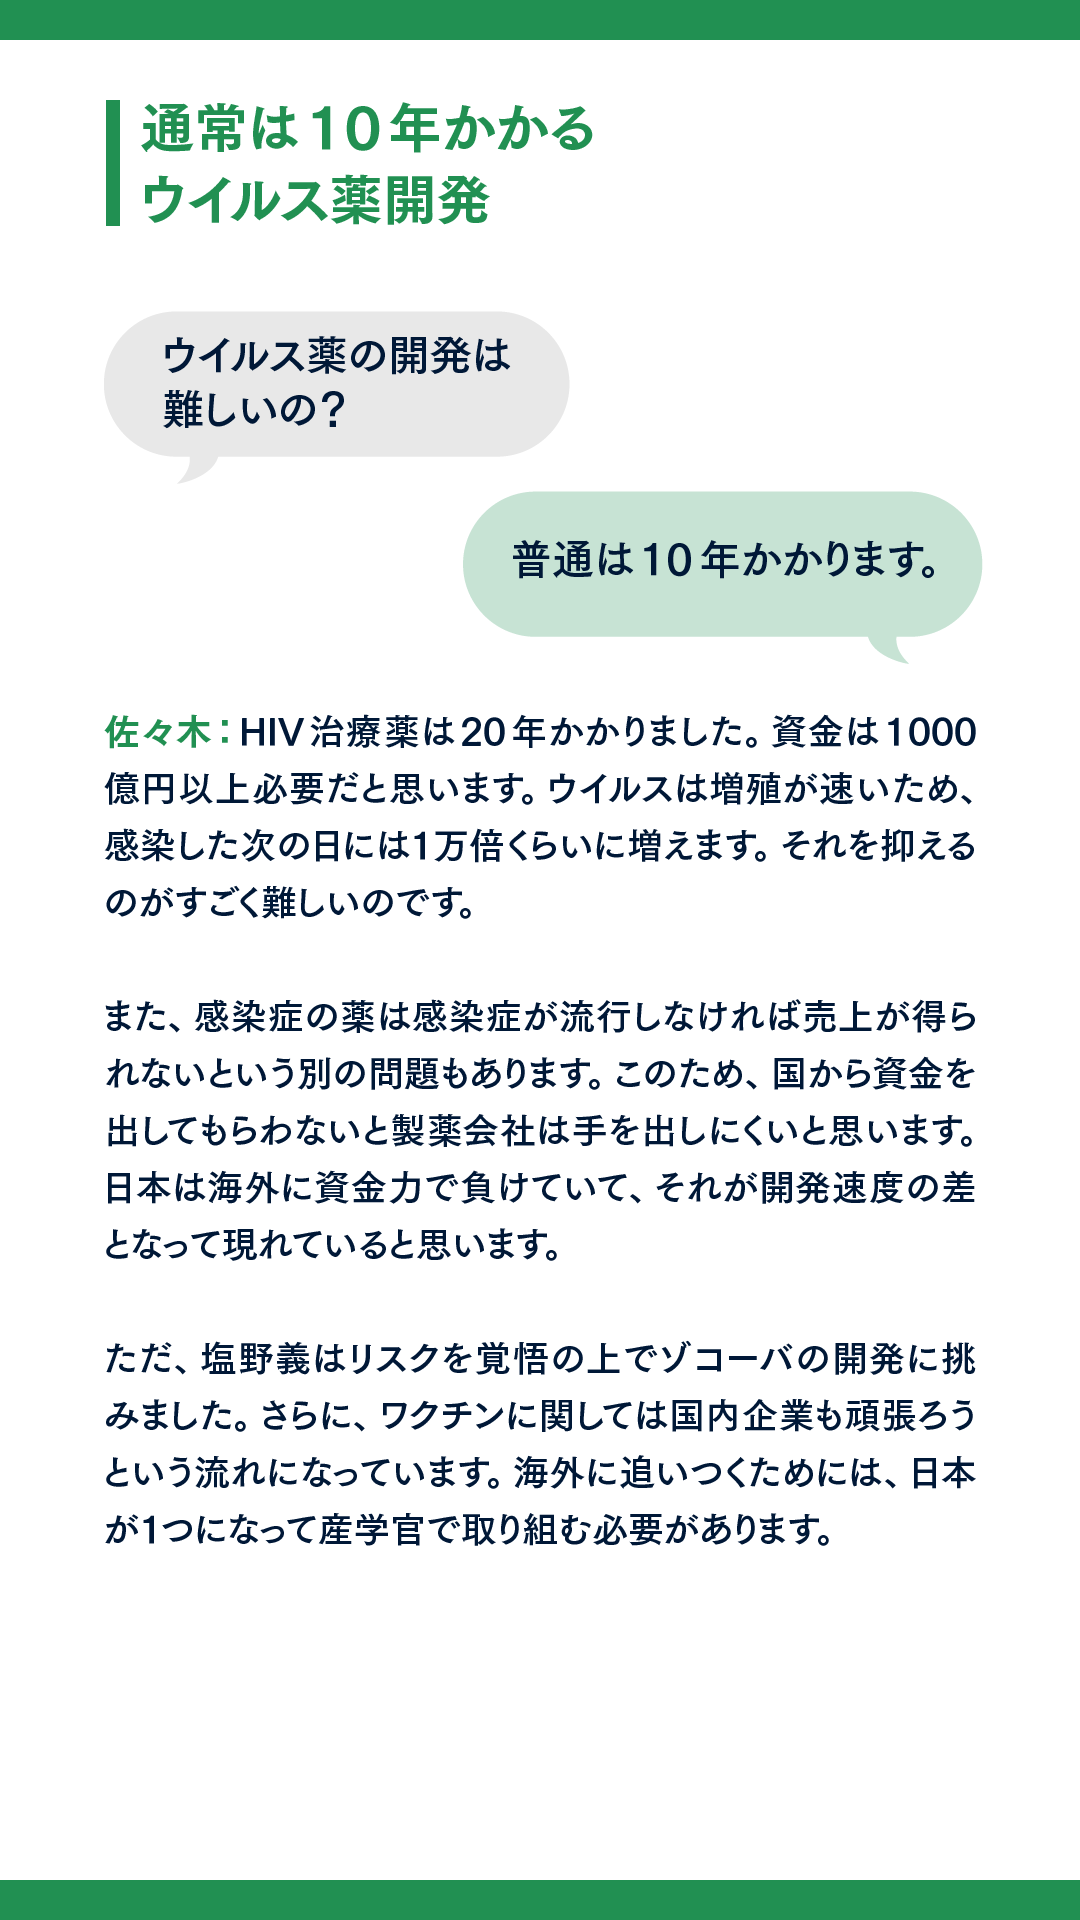 通常は10年かかる
ウイルス薬開発
ウイルス薬の開発は
難しいの？
普通は10年かかります。
佐々木：HIV治療薬は20年かかりました。資金は1000
億円以上必要だと思います。ウイルスは増殖が速いため、
感染した次の日には1万倍くらいに増えます。それを抑える
のがすごく難しいのです。
また、感染症の薬は感染症が流行しなければ売上が得ら
れないという別の問題もあります。このため、国から資金を
出してもらわないと製薬会社は手を出しにくいと思います。
日本は海外に資金力で負けていて、それが開発速度の差
となって現れていると思います。
ただ、塩野義はリスクを覚悟の上でゾコーバの開発に挑
みました。さらに、ワクチンに関しては国内企業も頑張ろう
という流れになっています。海外に追いつくためには、日本
が1つになって産学官で取り組む必要があります。